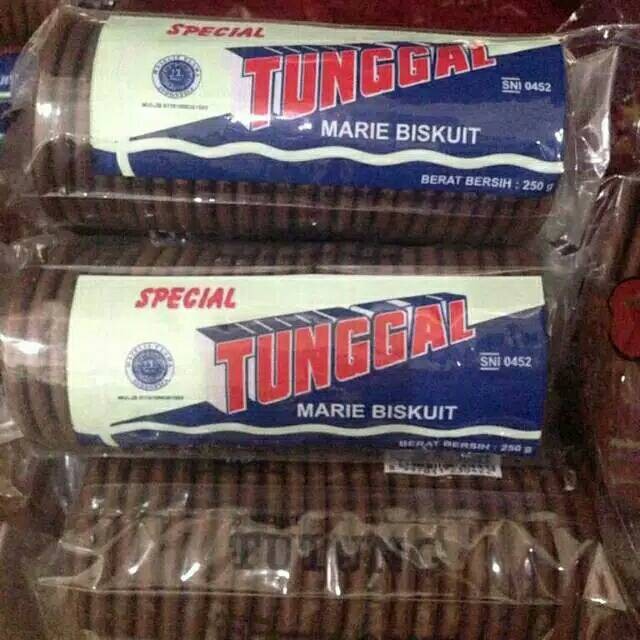 SPECIAL
TUNGGAL
SNI 0452
MARIE BISKUIT
BERAT BERSIH : 250 g
SPECIAL
TUNGGAL
SNI 0452
MARIE BISKUIT
BERAT BERSIH : 250 g